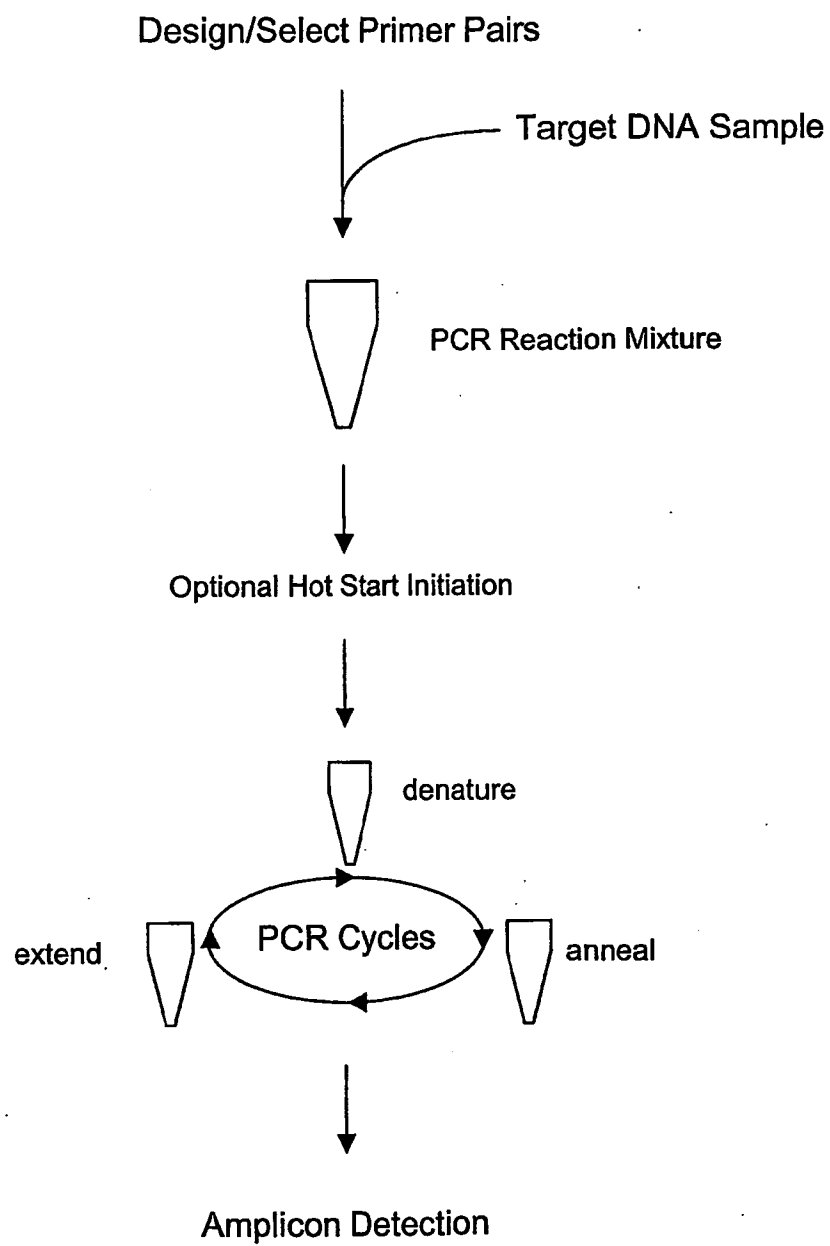 Design/Select Primer Pairs
Target DNA Sample
PCR Reaction Mixture
Optional Hot Start Initiation
denature
PCR Cycles
extend
anneal
Amplicon Detection